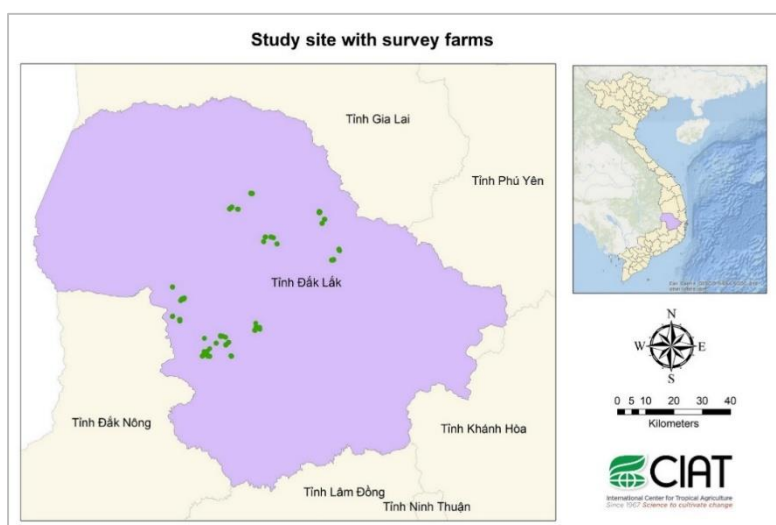 Study site with survey farms
Tỉnh Gia Lai
Tỉnh Phú Yên
Tỉnh Đắk Lắk
Tỉnh Đắk Nông
Tỉnh Khánh Hòa
Tỉnh Lâm Đồng
Tỉnh Ninh Thuận
N
W E
S
0 5 10 20 30 40
Kilometers
CIAT
International Center for Tropical Agriculture
Since 1967 Science to cultivate change